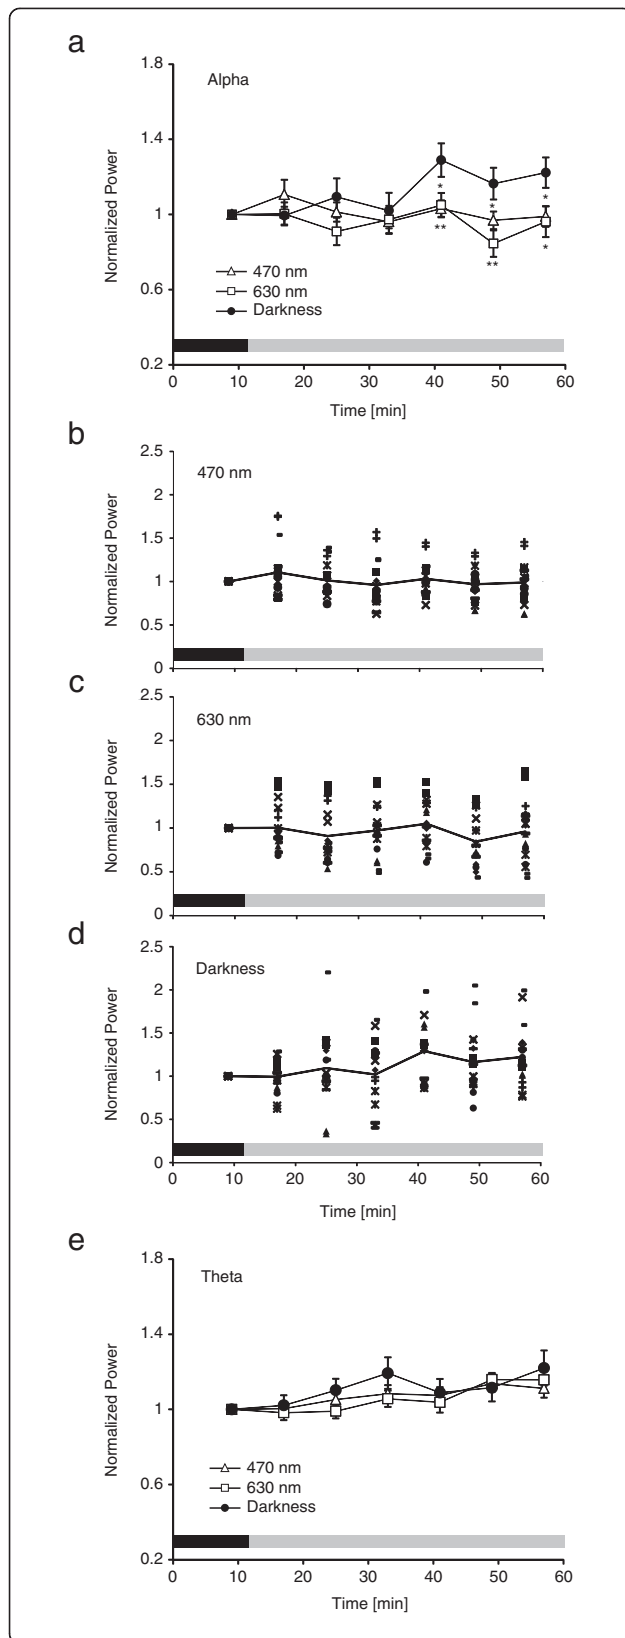 a
1.8
Alpha
1.4
1
0.6
0.2
Normalized Power
* * *
** ** *
470 nm
630 nm
Darkness
0 10 20 30 40 50 60
Time [min]
b
2.5
470 nm
2
1.5
1
0.5
0
Normalized Power
c
2.5
630 nm
2
1.5
1
0.5
0
Normalized Power
d
2.5
Darkness
2
1.5
1
0.5
0
Normalized Power
0 10 20 30 40 50 60
Time [min]
e
1.8
Theta
1.4
1
0.6
0.2
Normalized Power
470 nm
630 nm
Darkness
0 10 20 30 40 50 60
Time [min]